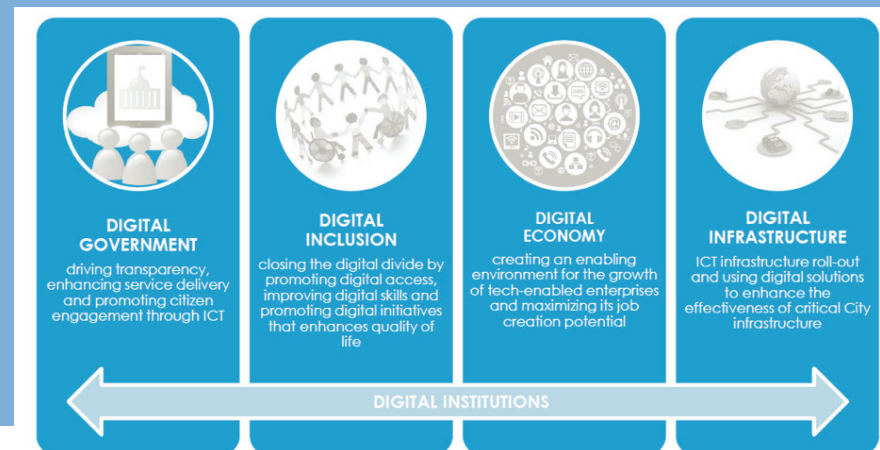 DIGITAL
GOVERNMENT
driving transparency,
enhancing service delivery
and promoting citizen
engagement through ICT
DIGITAL
INCLUSION
closing the digital divide by
promoting digital access,
improving digital skills and
promoting digital initiatives
that enhances quality of
life
DIGITAL
ECONOMY
creating an enabling
environment for the growth
of tech-enabled enterprises
and maximizing its job
creation potential
DIGITAL
INFRASTRUCTURE
ICT infrastructure roll-out
and using digital solutions
to enhance the
effectiveness of critical City
infrastructure
DIGITAL INSTITUTIONS